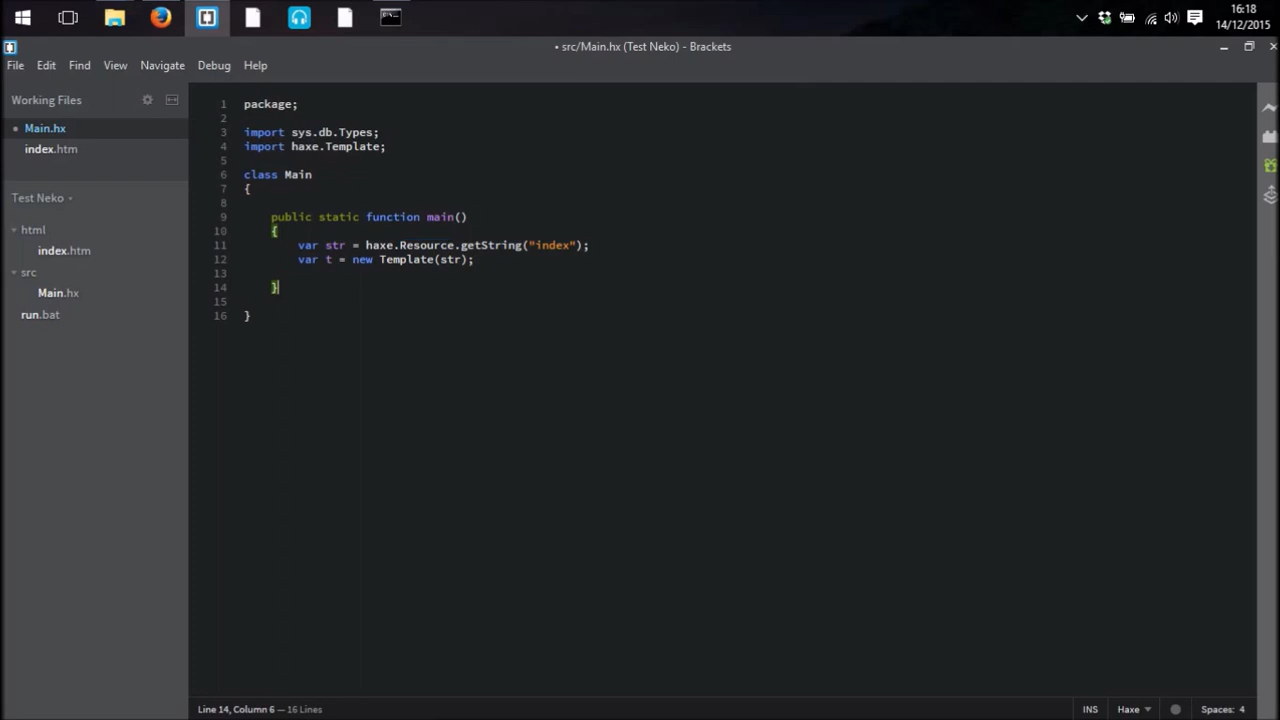 16:18
14/12/2015
• src/Main.hx (Test Neko) - Brackets
File Edit Find View Navigate Debug Help
Working Files
Main.hx
index.htm
Test Neko
html
index.htm
src
Main.hx
run.bat
1 package;
2
3 import sys.db.Types;
4 import haxe.Template;
5
6 class Main
7 {
8
9 public static function main()
10 {
11 var str = haxe.Resource.getString("index");
12 var t = new Template(str);
13
14 }
15
16 }
Line 14, Column 6 — 16 Lines
INS Haxe Spaces: 4